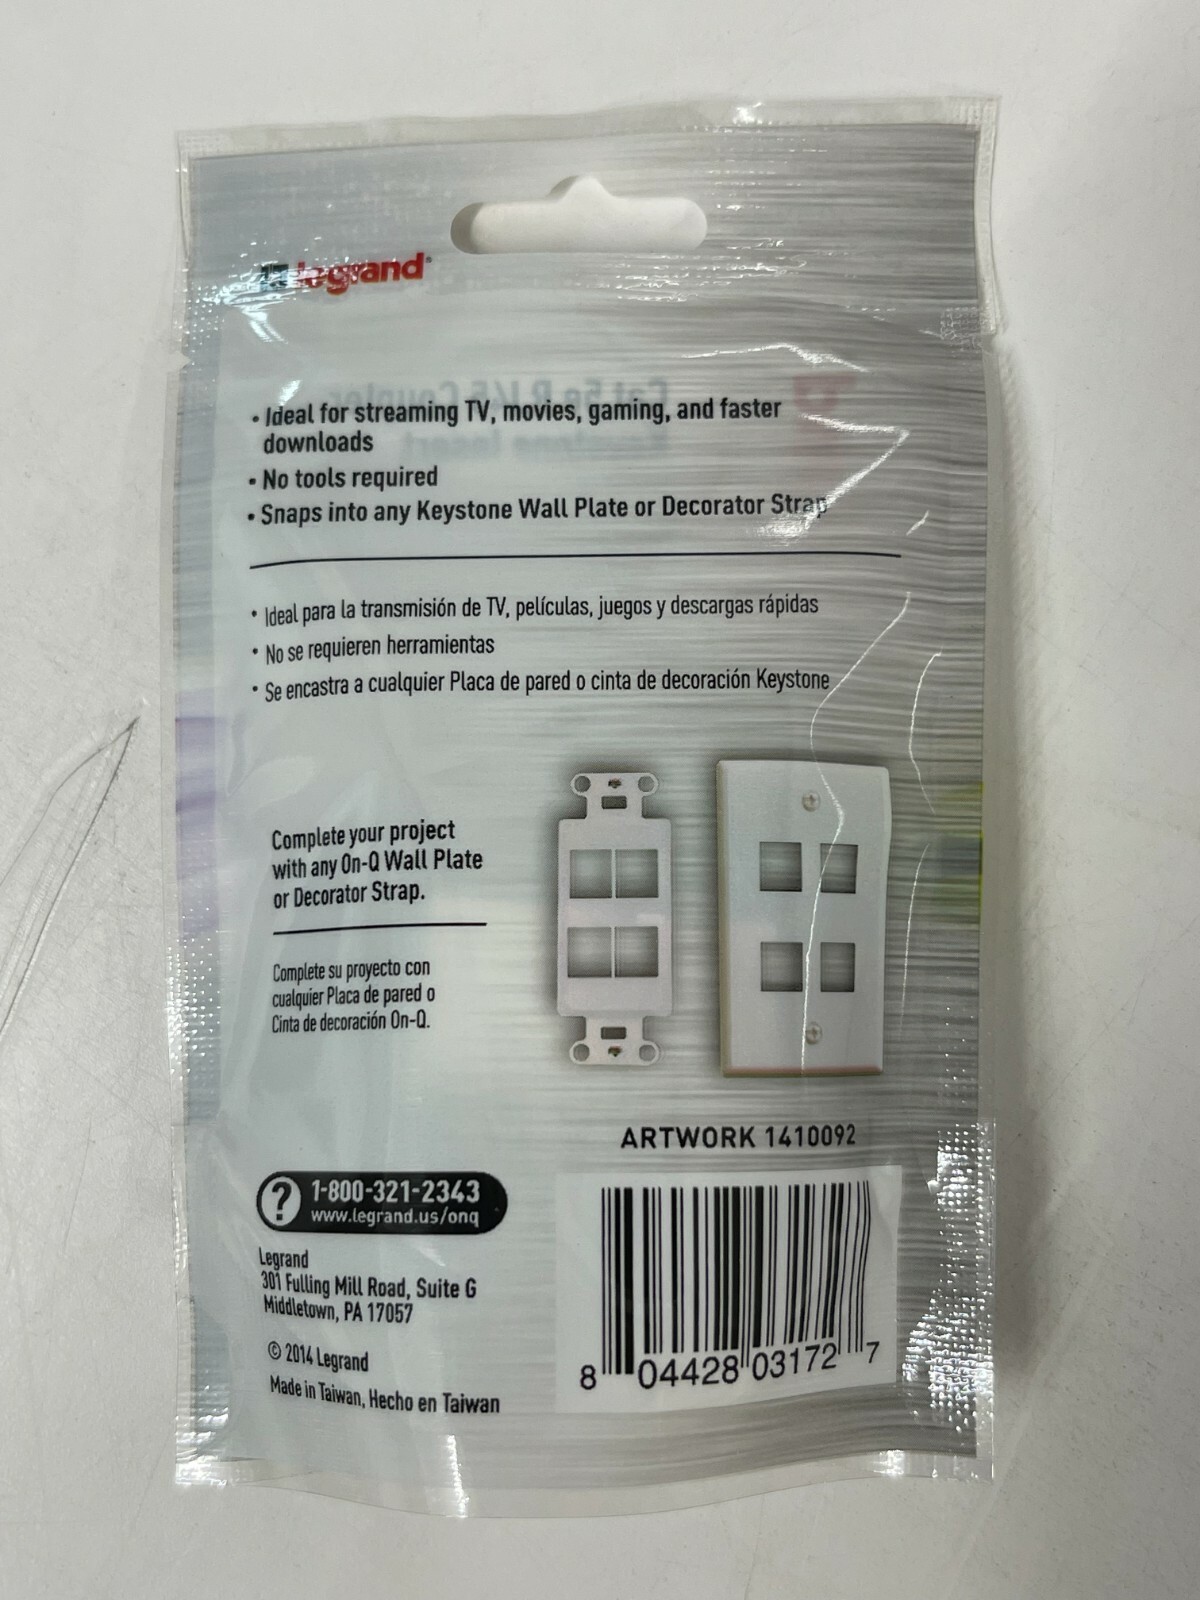 legrand®
• Ideal for streaming TV, movies, gaming, and faster
downloads
• No tools required
• Snaps into any Keystone Wall Plate or Decorator Strap
• Ideal para la transmisión de TV, películas, juegos y descargas rápidas
• No se requieren herramientas
• Se encastra a cualquier Placa de pared o cinta de decoración Keystone
Complete your project
with any On-Q Wall Plate
or Decorator Strap.
Complete su proyecto con
cualquier Placa de pared o
Cinta de decoración On-Q.
ARTWORK 1410092
? 1-800-321-2343
www.legrand.us/onq
Legrand
301 Fulling Mill Road, Suite G
Middletown, PA 17057
© 2014 Legrand
Made in Taiwan, Hecho en Taiwan
8 04428 03172 7